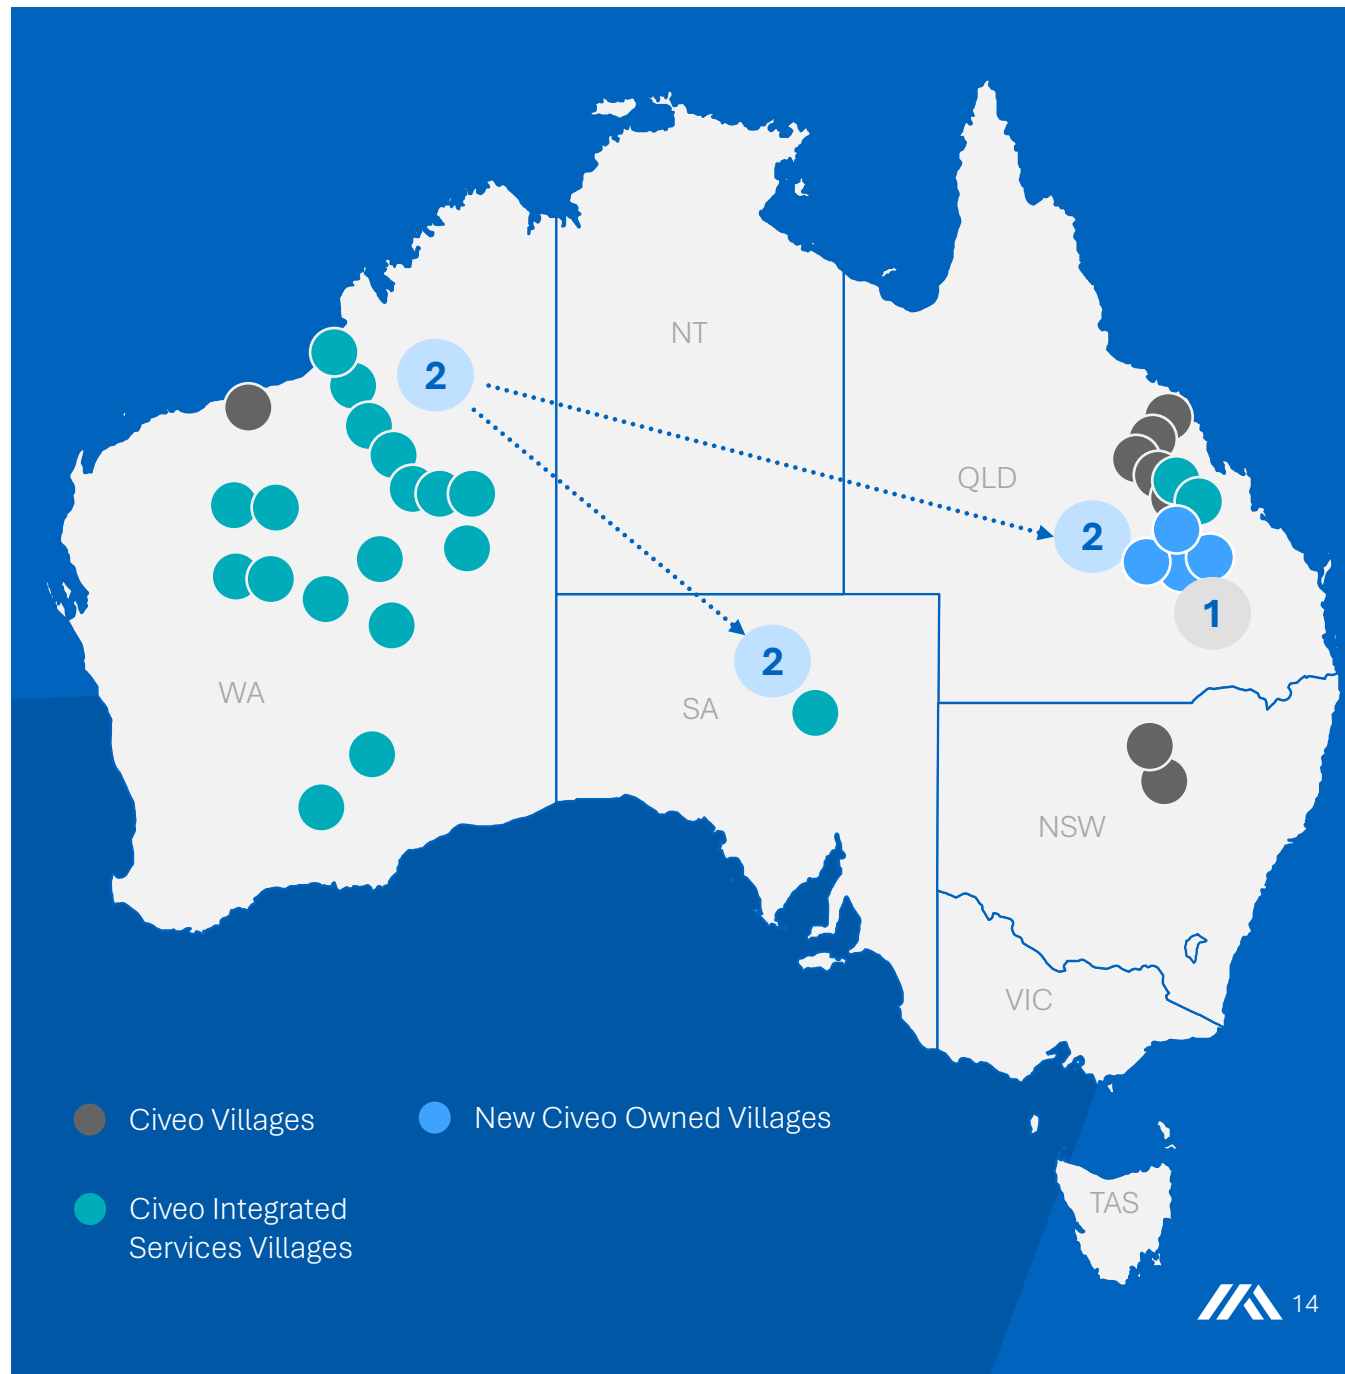 NT
2
QLD
2
1
2
WA
SA
NSW
VIC
Civeo Villages
New Civeo Owned Villages
TAS
Civeo Integrated
Services Villages
14